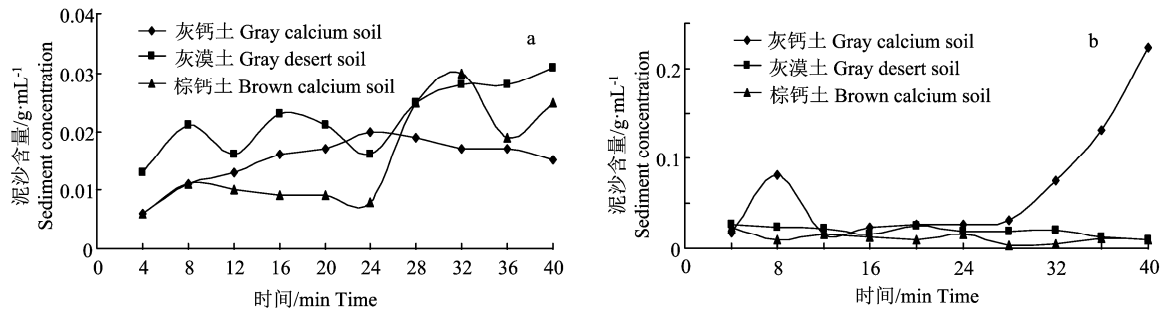 泥沙含量/g·mL-1
Sediment concentration
0.04
0.03
0.02
0.01
0
灰钙土 Gray calcium soil
灰漠土 Gray desert soil
棕钙土 Brown calcium soil
a
0 4 8 12 16 20 24 28 32 36 40
时间/min Time
泥沙含量/g·mL-1
Sediment concentration
0.2
0.1
0
灰钙土 Gray calcium soil
灰漠土 Gray desert soil
棕钙土 Brown calcium soil
b
0 8 16 24 32 40
时间/min Time